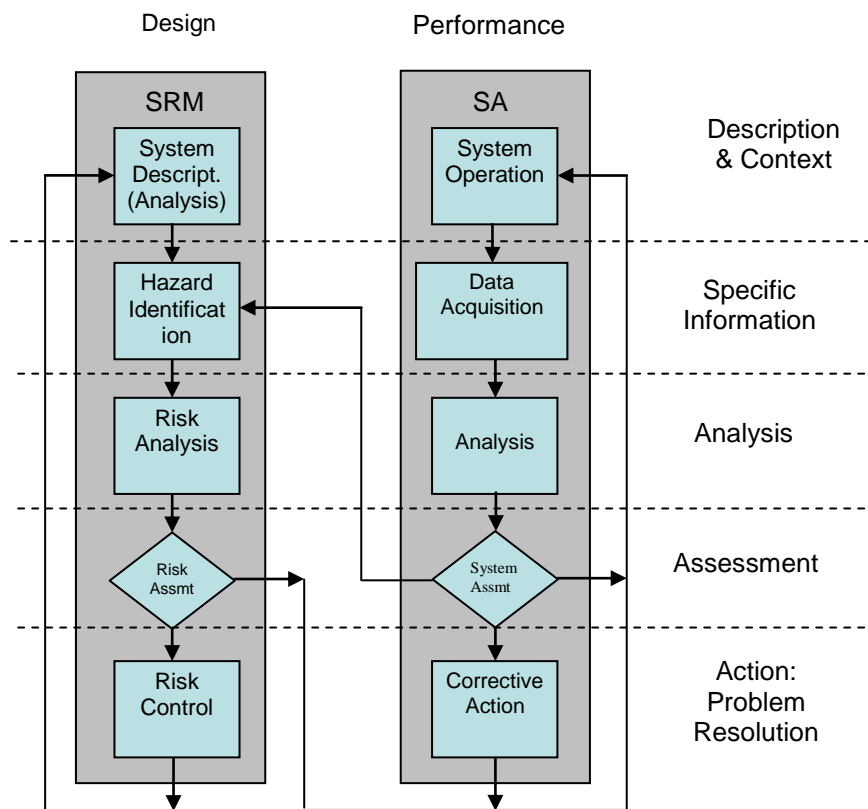 Design
Performance
SRM
SA
System
Descript.
(Analysis)
System
Operation
Description
& Context
Hazard
Identificat
ion
Data
Acquisition
Specific
Information
Risk
Analysis
Analysis
Analysis
Risk
Assmt
System
Assmt
Assessment
Risk
Control
Corrective
Action
Action:
Problem
Resolution